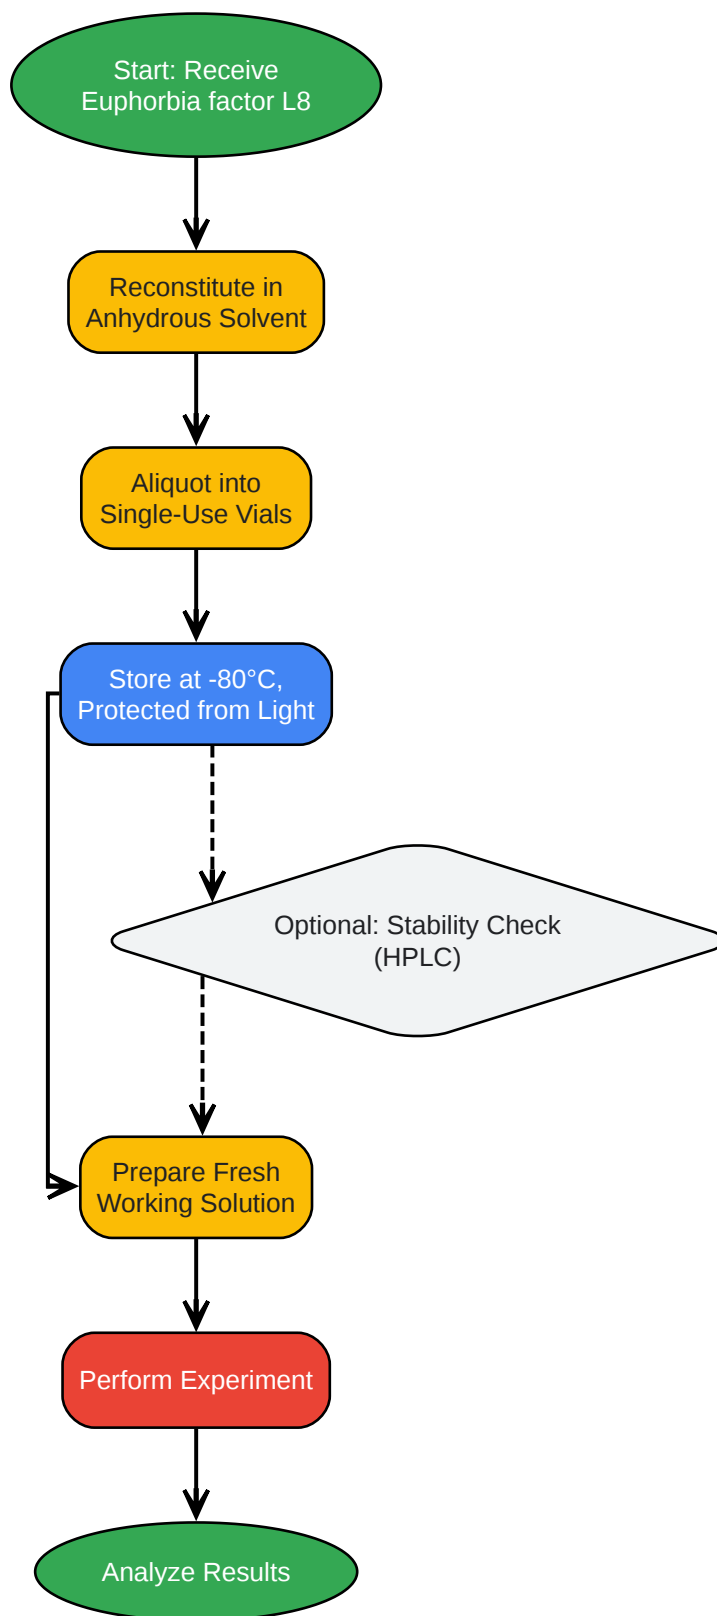 Start: Receive
Euphorbia factor L8
Reconstitute in
Anhydrous Solvent
Aliquot into
Single-Use Vials
Store at -80°C,
Protected from Light
Optional: Stability Check
(HPLC)
Prepare Fresh
Working Solution
Perform Experiment
Analyze Results